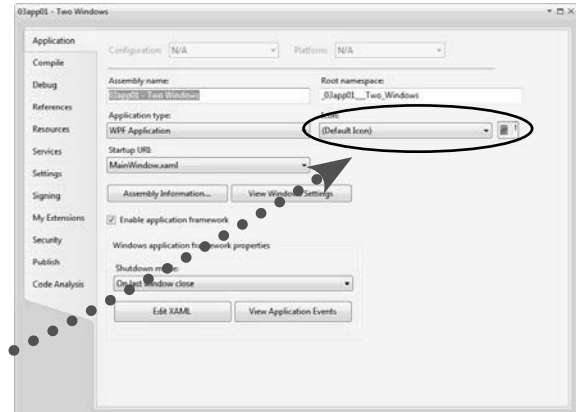 03app01 - Two Windows
Application
Compile
Debug
References
Resources
Services
Settings
Signing
My Extensions
Security
Publish
Code Analysis
Configuration: N/A
Platform: N/A
Assembly name:
03app01 - Two Windows
Root namespace:
_03app01___Two_Windows
Application type:
WPF Application
Icon:
(Default Icon)
Startup URI:
MainWindow.xaml
Assembly Information...
View Windows Settings
Enable application framework
Windows application framework properties
Shutdown mode:
On last window close
Edit XAML
View Application Events